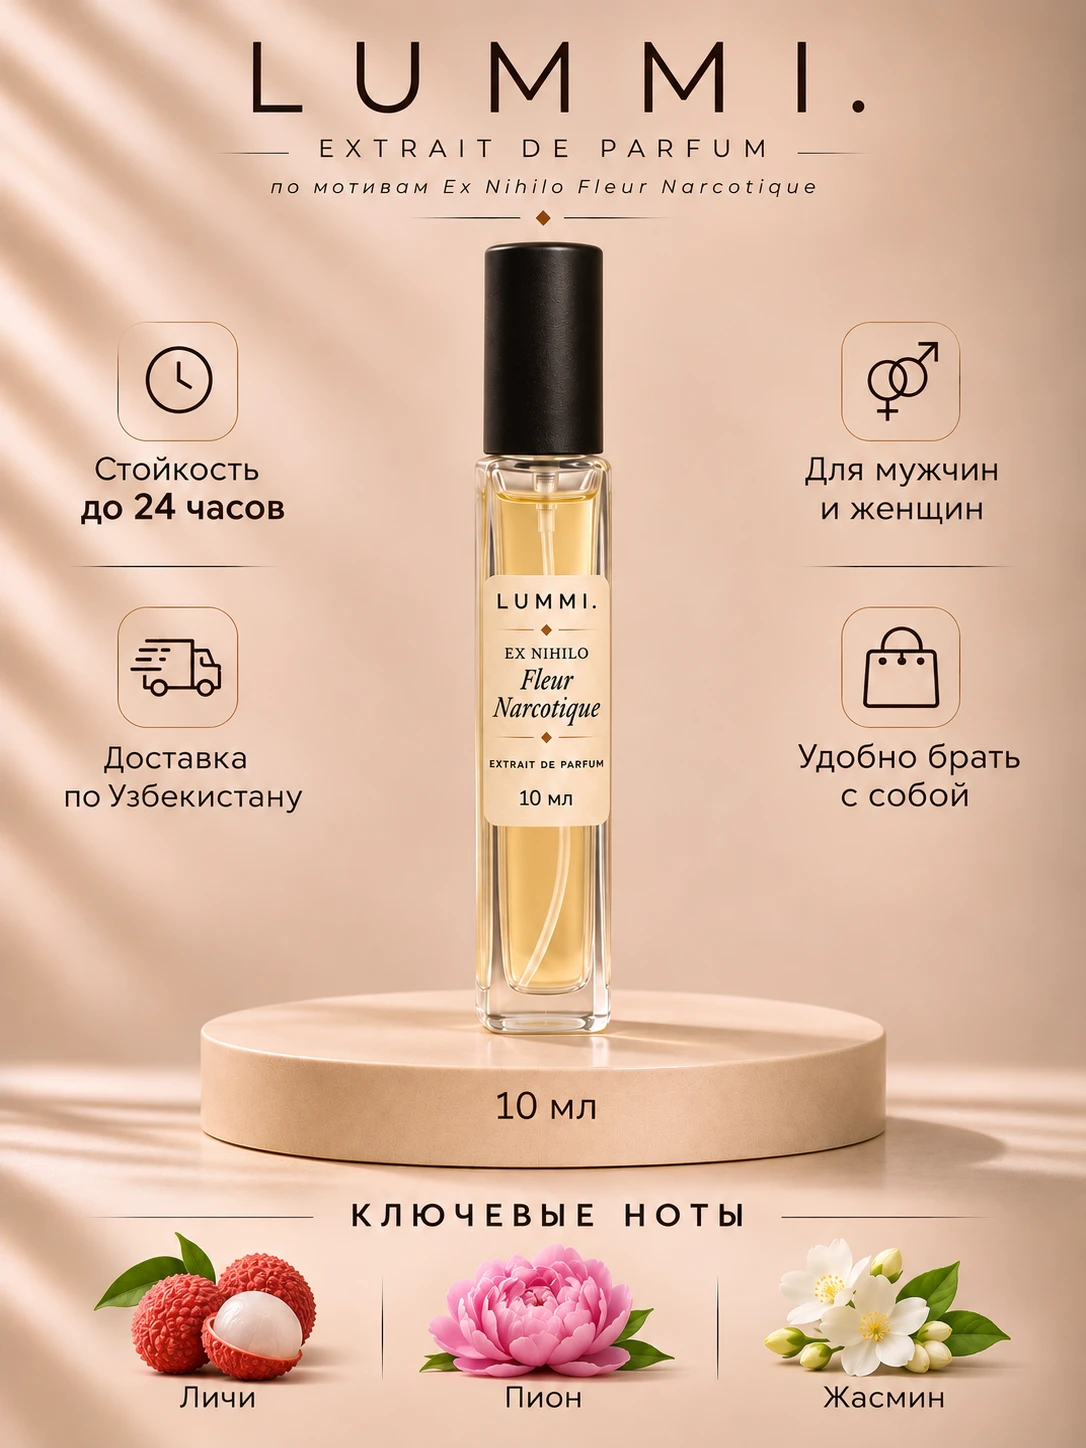 LUMMI.
EXTRAIT DE PARFUM
по мотивам Ex Nihilo Fleur Narcotique
Стойкость
до 24 часов
Для мужчин
и женщин
Доставка
по Узбекистану
Удобно брать
с собой
LUMMI.
EX NIHILO
Fleur
Narcotique
EXTRAIT DE PARFUM
10 мл
10 мл
КЛЮЧЕВЫЕ НОТЫ
Личи
Пион
Жасмин